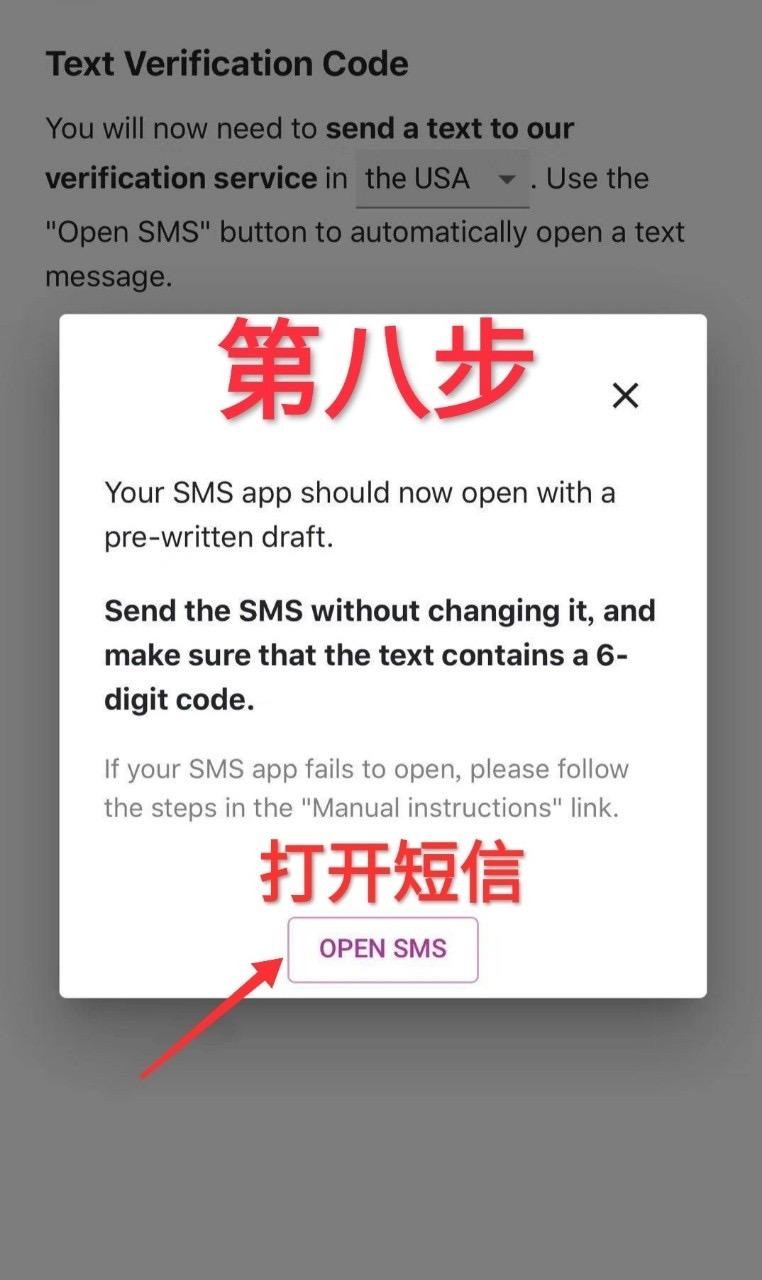 Text Verification Code
You will now need to send a text to our
verification service in the USA . Use the
"Open SMS" button to automatically open a text
message.
第八步
Your SMS app should now open with a
pre-written draft.
Send the SMS without changing it, and
make sure that the text contains a 6-
digit code.
If your SMS app fails to open, please follow
the steps in the "Manual instructions" link.
打开短信
OPEN SMS